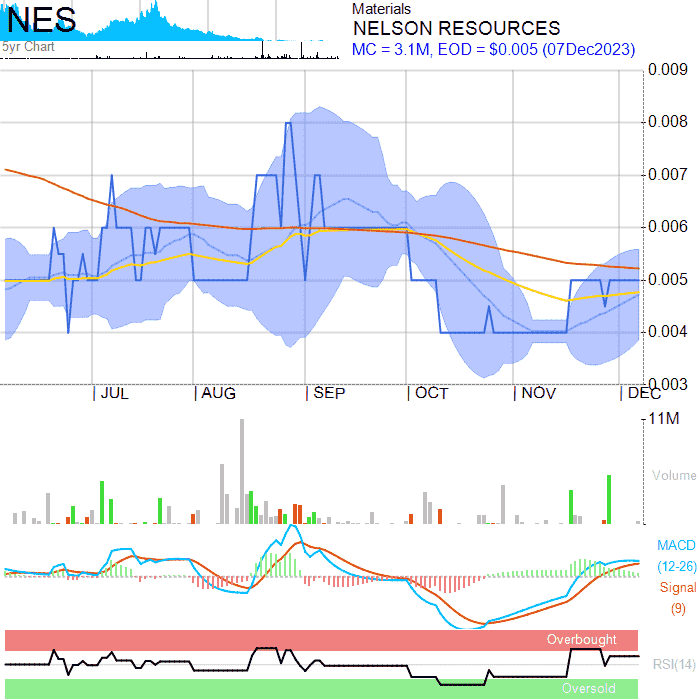 NES
5yr Chart
Materials
NELSON RESOURCES
MC = 3.1M, EOD = $0.005 (07Dec2023)
0.009
0.008
0.007
0.006
0.005
0.004
0.003
JUL AUG SEP OCT NOV DEC
11M
Volume
MACD
(12-26)
Signal
(9)
Overbought
RSI(14)
Oversold